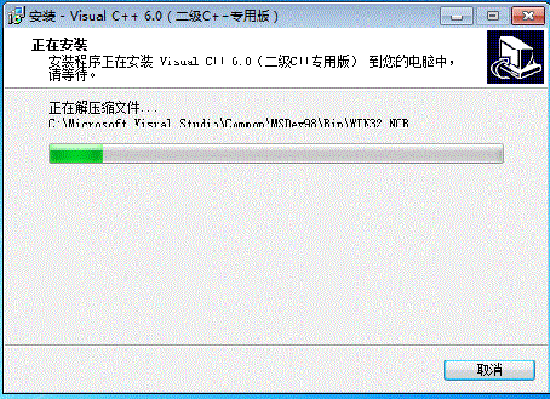 安装 - Visual C++ 6.0（二级C++专用版）
正在安装
安装程序正在安装 Visual C++ 6.0（二级C++专用版） 到您的电脑中，
请等待。
正在解压缩文件...
C:\Microsoft Visual Studio\Common\MSDev98\Bin\WIN32.NCB
取消